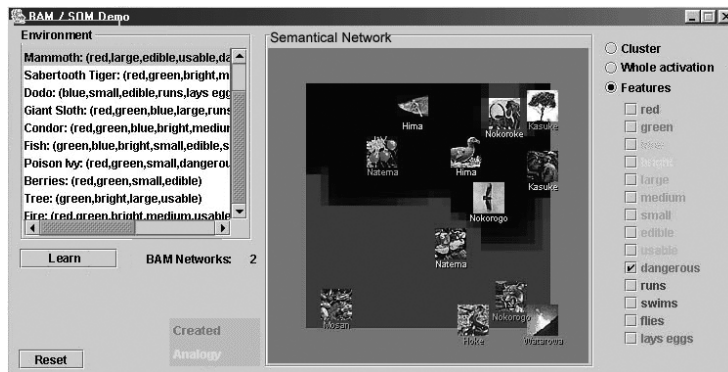 BAM / SOM Demo
Environment
Mammoth: (red,large,edible,usable,da
Sabertooth Tiger: (red,green,bright,m
Dodo: (blue,small,edible,runs,lays egg
Giant Sloth: (red,green,blue,large,runs
Condor: (red,green,blue,bright,medium
Fish: (green,blue,bright,small,edible,s
Poison Ivy: (red,green,small,dangerou
Berries: (red,green,small,edible)
Tree: (green,bright,large,usable)
Fire: (red,green,bright,medium,usable
Learn
BAM Networks: 2
Created
Analogy
Reset
Semantical Network
Hima
Nokoroke
Kasuke
Natema
Hima
Kasuke
Nokorogo
Natema
Mosan
Hoke
Nokorogo
Watarowa
Cluster
Whole activation
Features
red
green
blue
bright
large
medium
small
edible
usable
dangerous
runs
swims
flies
lays eggs